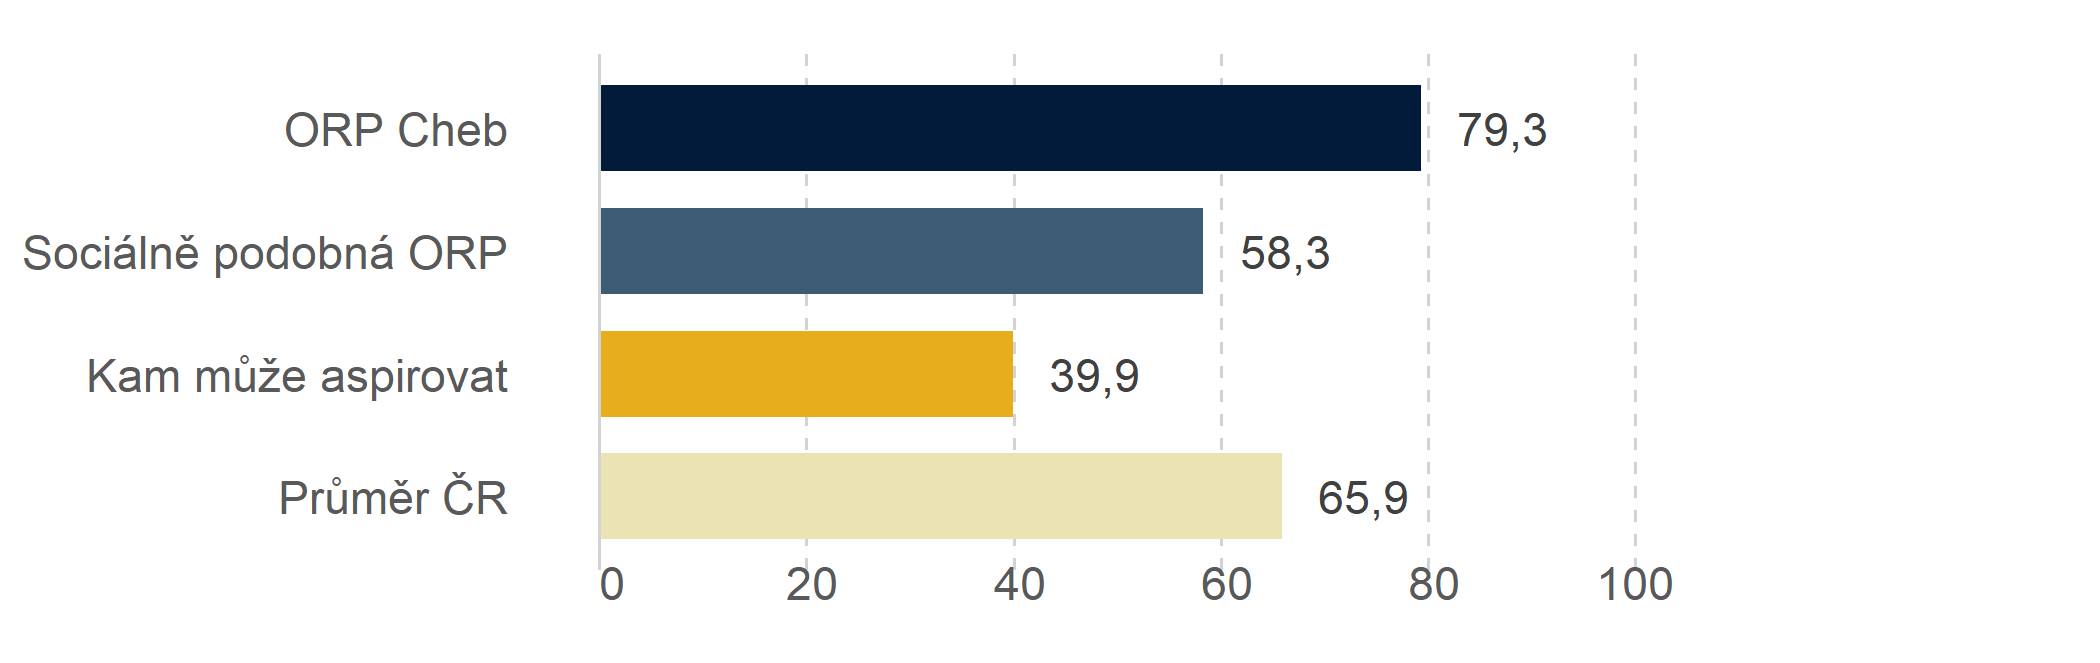 ORP Cheb
79,3
Sociálně podobná ORP
58,3
Kam může aspirovat
39,9
Průměr ČR
65,9
0 20 40 60 80 100